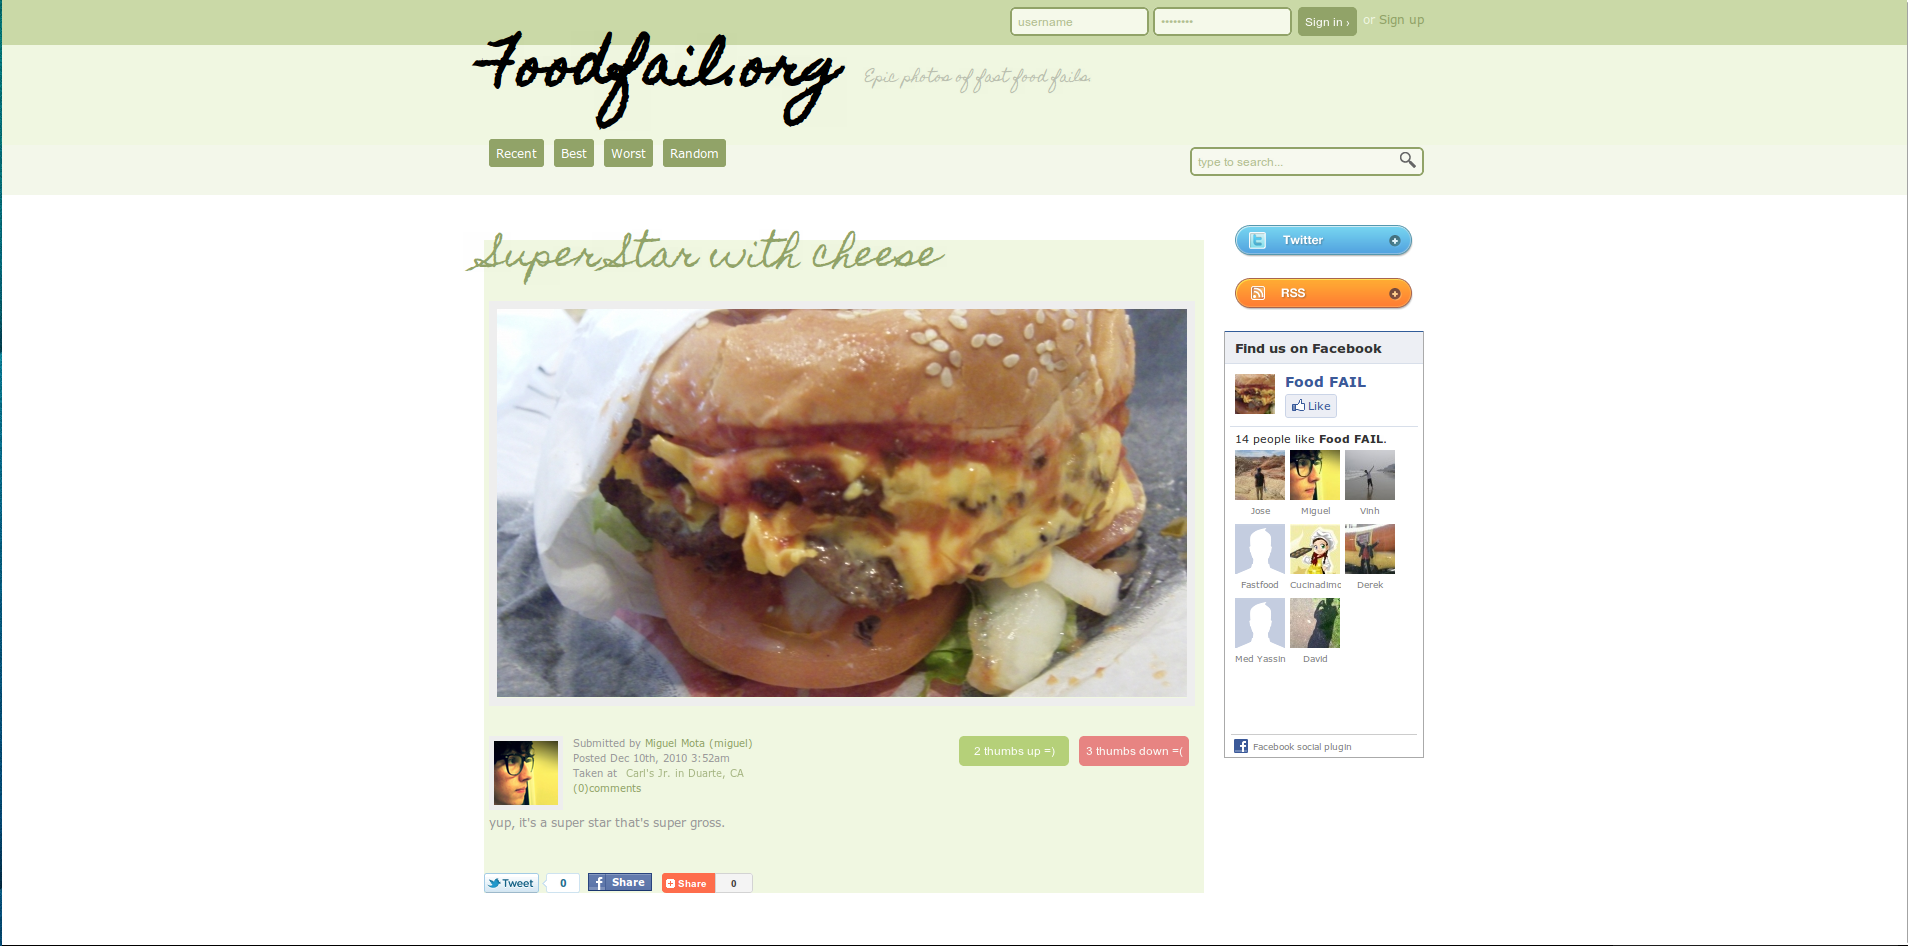 username
••••••••
Sign in ›
or Sign up
Foodfail.org
Epic photos of fast food fails.
Recent
Best
Worst
Random
type to search...
Super Star with cheese
Twitter
RSS
Find us on Facebook
Food FAIL
Like
14 people like Food FAIL.
Jose
Miguel
Vinh
Fastfood
Cucinadimc
Derek
Med Yassin
David
Facebook social plugin
Submitted by Miguel Mota (miguel)
Posted Dec 10th, 2010 3:52am
Taken at Carl's Jr. in Duarte, CA
(0)comments
2 thumbs up =)
3 thumbs down =(
yup, it's a super star that's super gross.
Tweet
0
Share
Share
0